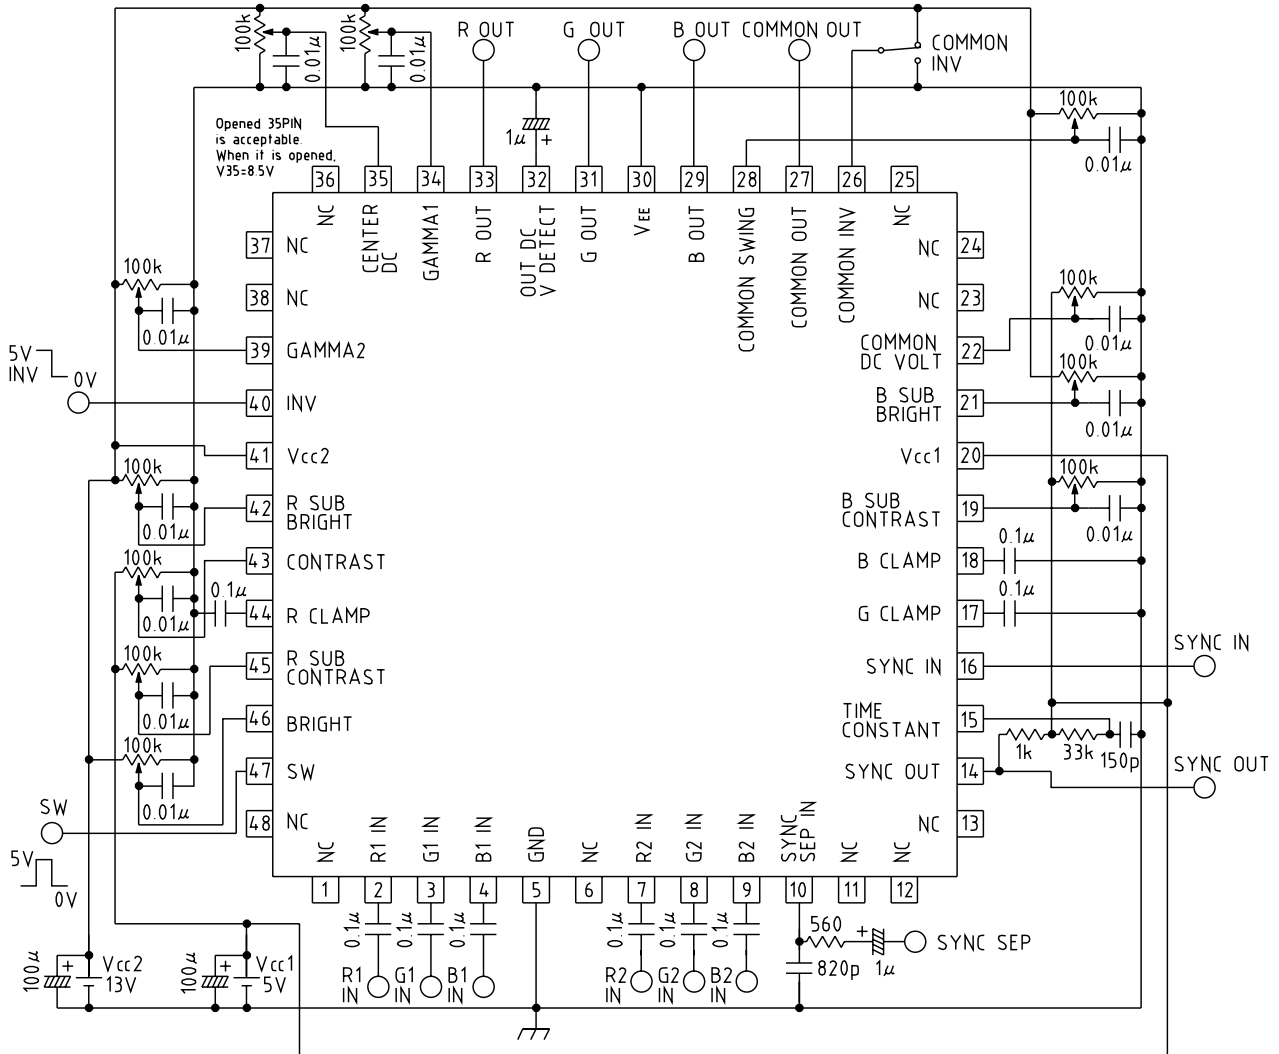 100k
0.01μ
100k
0.01μ
R OUT
G OUT
B OUT
COMMON OUT
COMMON
INV
100k
0.01μ
Opened 35PIN
is acceptable.
When it is opened,
V35=8.5V
1μ
+
36
35
34
33
32
31
30
29
28
27
26
25
NC
CENTER
DC
GAMMA1
R OUT
OUT DC
V DETECT
G OUT
VEE
B OUT
COMMON SWING
COMMON OUT
COMMON INV
NC
37
NC
38
NC
100k
0.01μ
39
GAMMA2
5V
INV
0V
40
INV
41
Vcc2
100k
0.01μ
42
R SUB
BRIGHT
100k
0.01μ
43
CONTRAST
0.1μ
44
R CLAMP
100k
0.01μ
45
R SUB
CONTRAST
100k
0.01μ
46
BRIGHT
47
SW
SW
5V
0V
48
NC
NC
24
NC
23
100k
0.01μ
COMMON
DC VOLT
22
100k
0.01μ
B SUB
BRIGHT
21
Vcc1
20
100k
0.01μ
B SUB
CONTRAST
19
0.1μ
B CLAMP
18
0.1μ
G CLAMP
17
SYNC IN
SYNC IN
16
TIME
CONSTANT
15
1k
33k
150p
SYNC OUT
14
SYNC OUT
NC
13
NC
R1 IN
G1 IN
B1 IN
GND
NC
R2 IN
G2 IN
B2 IN
SYNC
SEP IN
NC
NC
1
2
3
4
5
6
7
8
9
10
11
12
0.1μ
0.1μ
0.1μ
0.1μ
0.1μ
0.1μ
560
+
1μ
820p
SYNC SEP
100μ
+
Vcc2
13V
100μ
+
Vcc1
5V
R1
IN
G1
IN
B1
IN
R2
IN
G2
IN
B2
IN